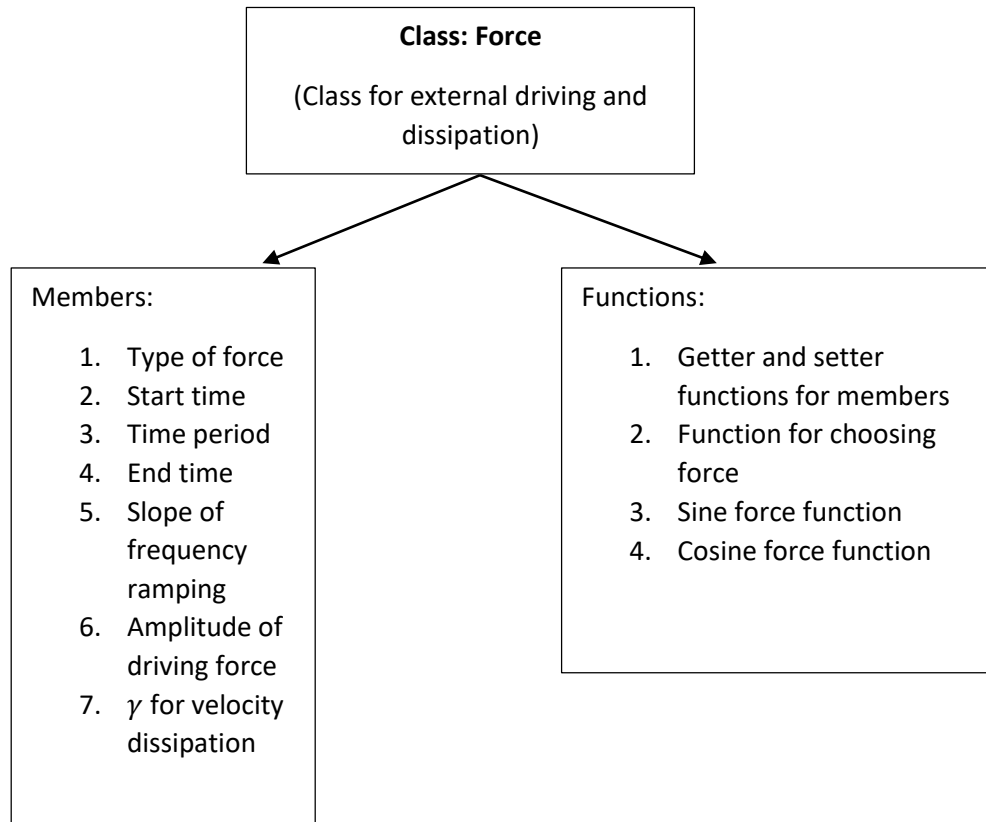 Class: Force
(Class for external driving and
dissipation)
Members:
1. Type of force
2. Start time
3. Time period
4. End time
5. Slope of
frequency
ramping
6. Amplitude of
driving force
7. γ for velocity
dissipation
Functions:
1. Getter and setter
functions for members
2. Function for choosing
force
3. Sine force function
4. Cosine force function